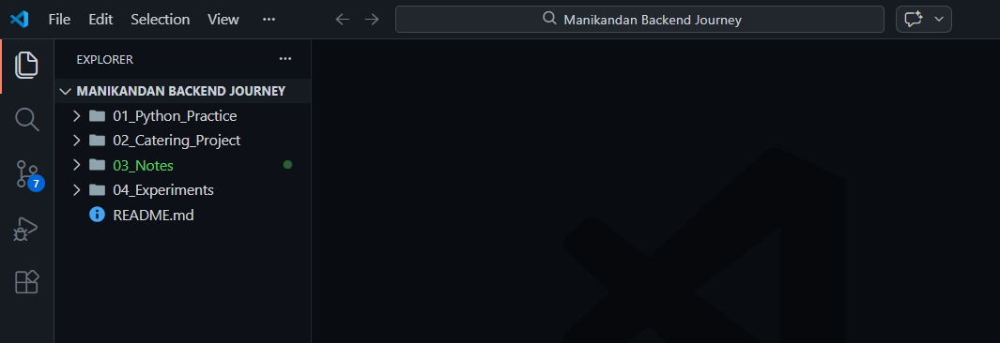 File Edit Selection View ··· Manikandan Backend Journey
EXPLORER ···
MANIKANDAN BACKEND JOURNEY
01_Python_Practice
02_Catering_Project
03_Notes
7
04_Experiments
README.md